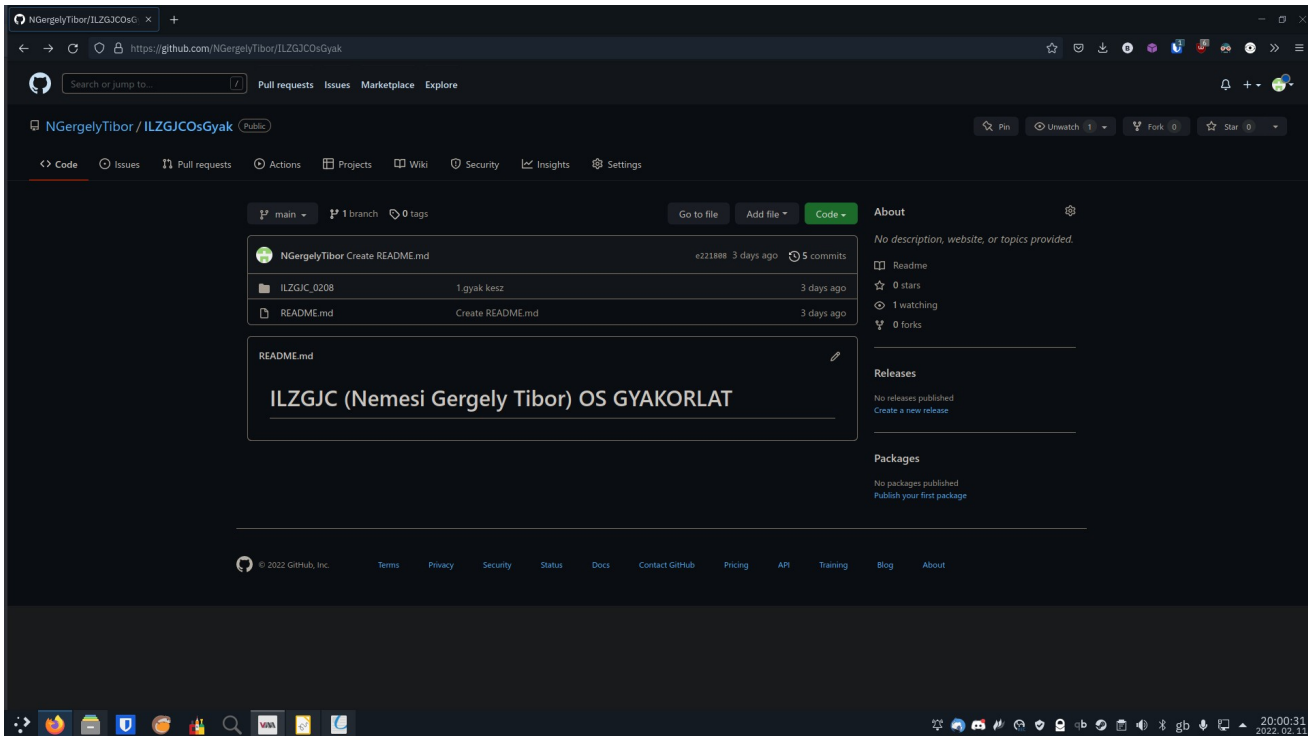 NGergelyTibor/ILZGJCOsG
https://github.com/NGergelyTibor/ILZGJCOsGyak
Search or jump to... / Pull requests Issues Marketplace Explore
NGergelyTibor / ILZGJCOsGyak Public Pin Unwatch 1 Fork 0 Star 0
<> Code Issues Pull requests Actions Projects Wiki Security Insights Settings
main 1 branch 0 tags Go to file Add file Code
NGergelyTibor Create README.md e221808 3 days ago 5 commits
ILZGJC_0208 1.gyak kesz 3 days ago
README.md Create README.md 3 days ago
README.md
ILZGJC (Nemesi Gergely Tibor) OS GYAKORLAT
About
No description, website, or topics provided.
Readme
0 stars
1 watching
0 forks
Releases
No releases published
Create a new release
Packages
No packages published
Publish your first package
© 2022 GitHub, Inc. Terms Privacy Security Status Docs Contact GitHub Pricing API Training Blog About
gb 20:00:31
2022. 02. 11